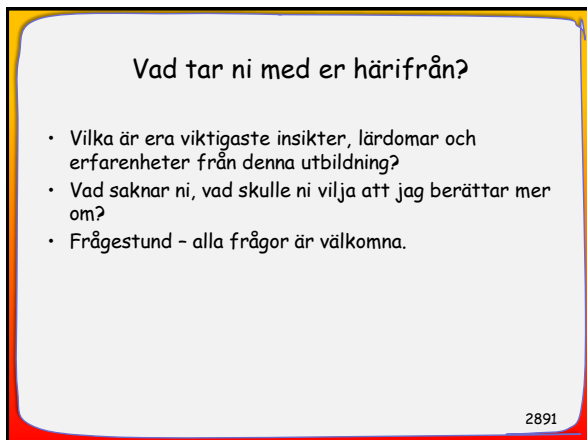 Vad tar ni med er härifrån?
• Vilka är era viktigaste insikter, lärdomar och
erfarenheter från denna utbildning?
• Vad saknar ni, vad skulle ni vilja att jag berättar mer
om?
• Frågestund – alla frågor är välkomna.
2891